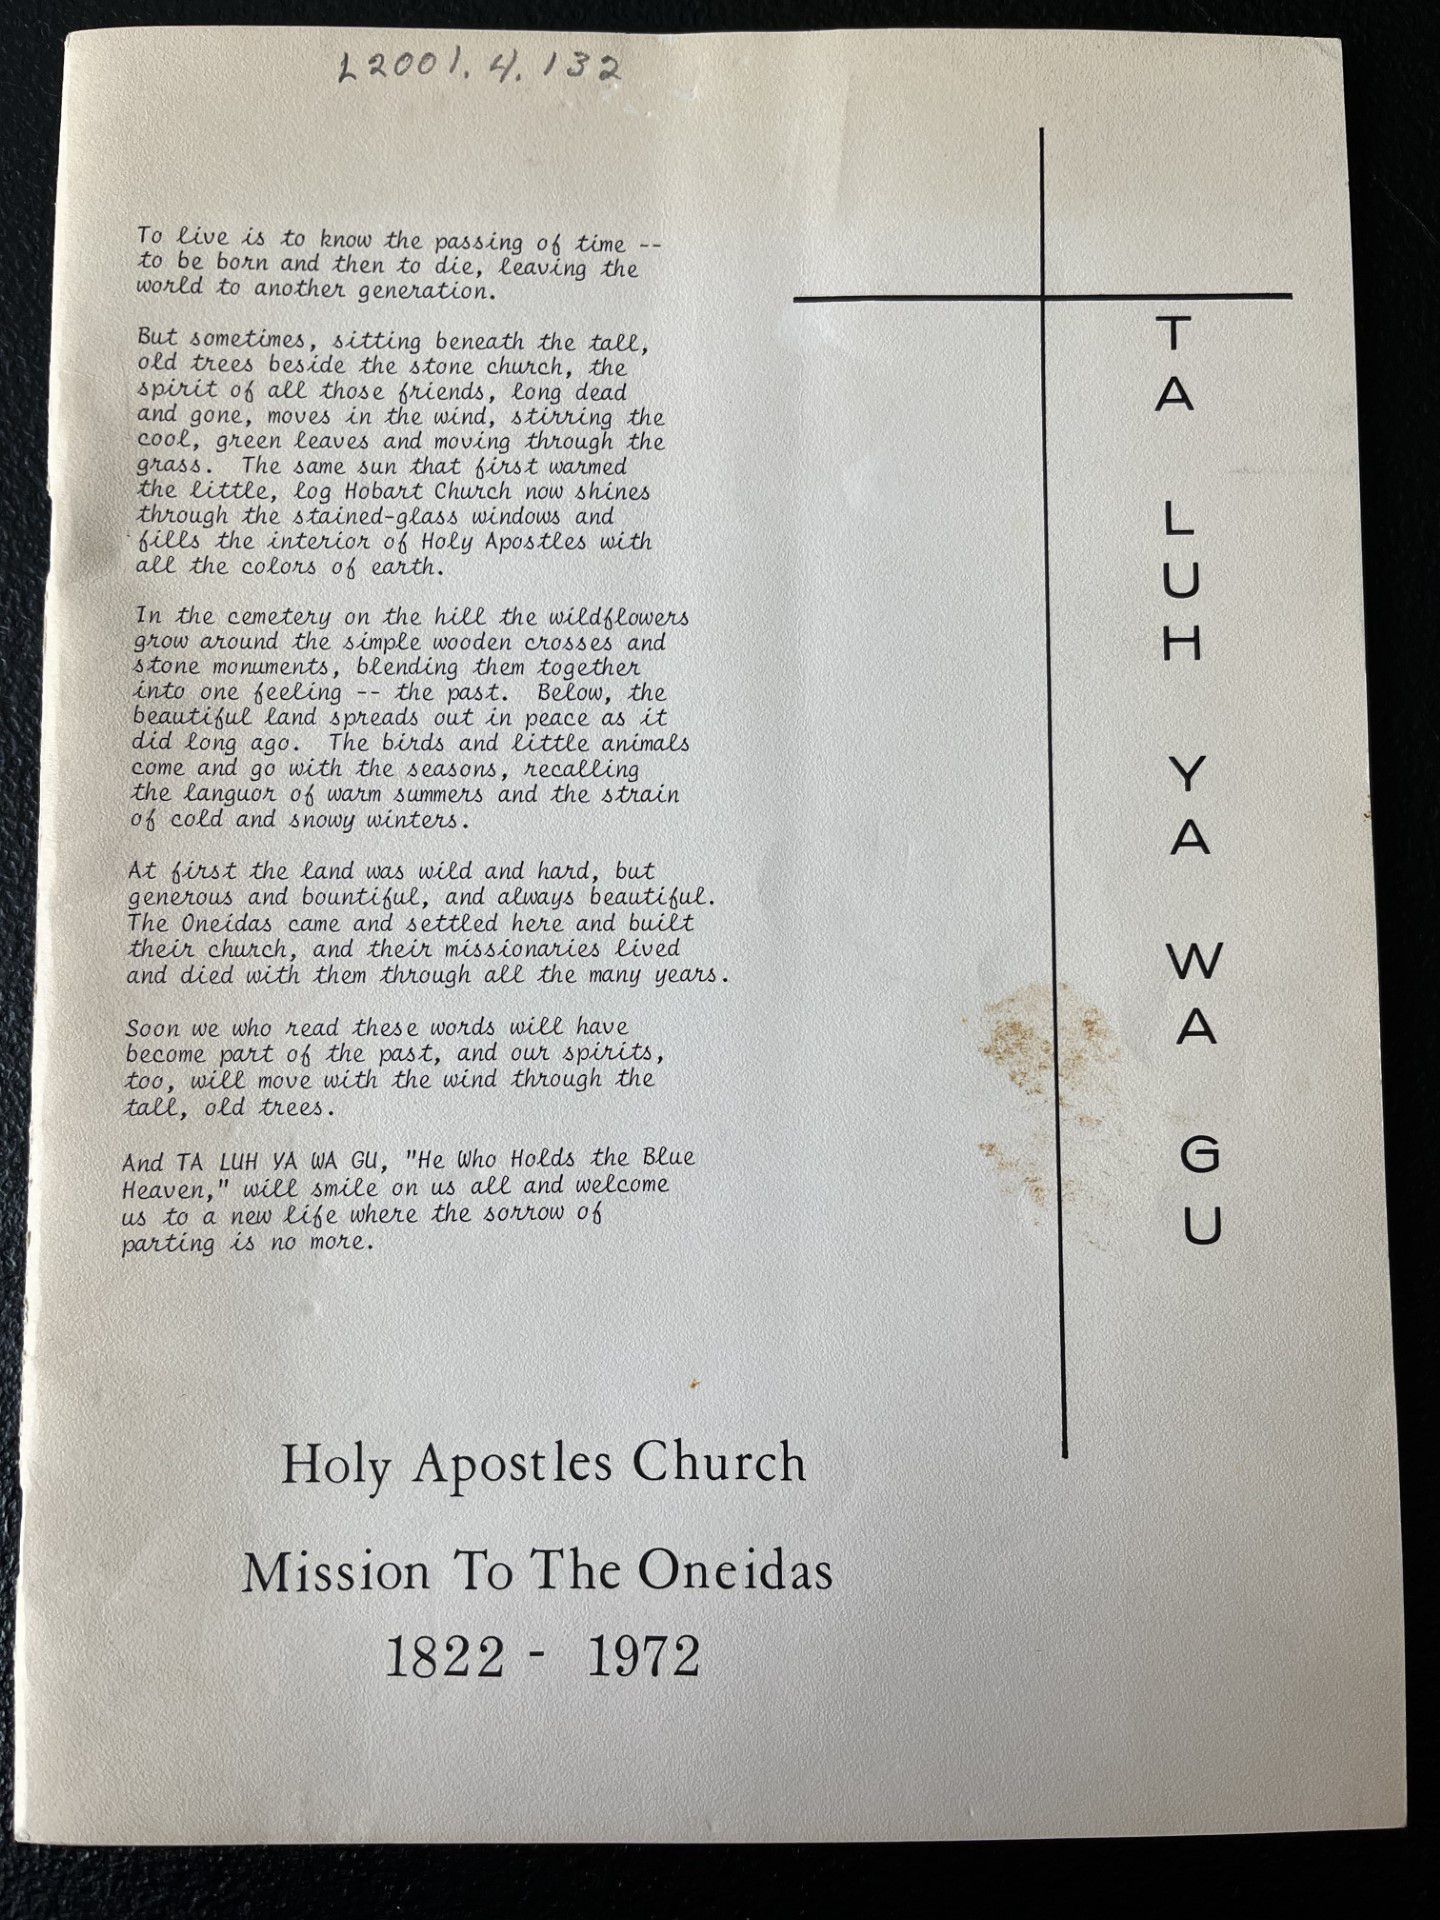 L2001.4.132
To live is to know the passing of time --
to be born and then to die, leaving the
world to another generation.
But sometimes, sitting beneath the tall,
old trees beside the stone church, the
spirit of all those friends, long dead
and gone, moves in the wind, stirring the
cool, green leaves and moving through the
grass.  The same sun that first warmed
the little, log Hobart Church now shines
through the stained-glass windows and
fills the interior of Holy Apostles with
all the colors of earth.
In the cemetery on the hill the wildflowers
grow around the simple wooden crosses and
stone monuments, blending them together
into one feeling -- the past.  Below, the
beautiful land spreads out in peace as it
did long ago.  The birds and little animals
come and go with the seasons, recalling
the languor of warm summers and the strain
of cold and snowy winters.
At first the land was wild and hard, but
generous and bountiful, and always beautiful.
The Oneidas came and settled here and built
their church, and their missionaries lived
and died with them through all the many years.
Soon we who read these words will have
become part of the past, and our spirits,
too, will move with the wind through the
tall, old trees.
And TA LUH YA WA GU, "He Who Holds the Blue
Heaven," will smile on us all and welcome
us to a new life where the sorrow of
parting is no more.
TA LUH YA WA GU
Holy Apostles Church
Mission To The Oneidas
1822 - 1972